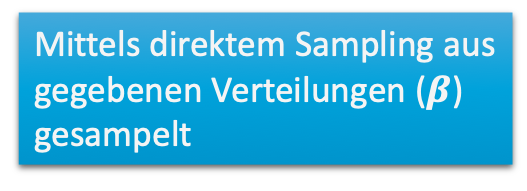 Mittels direktem Sampling aus
gegebenen Verteilungen (𝜷)
gesampelt